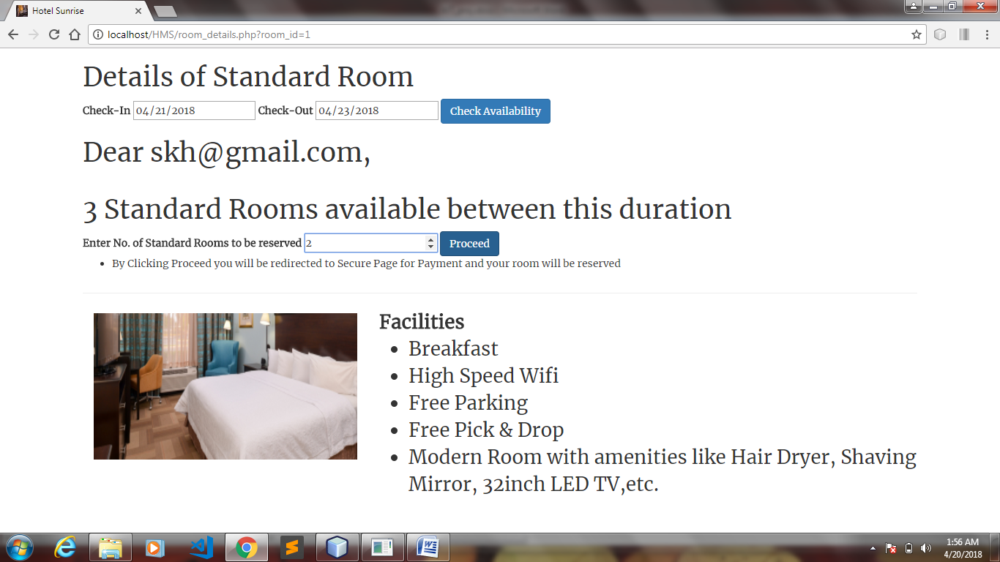 Hotel Sunrise
localhost/HMS/room_details.php?room_id=1
Details of Standard Room
Check-In 04/21/2018 Check-Out 04/23/2018 Check Availability
Dear skh@gmail.com,
3 Standard Rooms available between this duration
Enter No. of Standard Rooms to be reserved 2 Proceed
• By Clicking Proceed you will be redirected to Secure Page for Payment and your room will be reserved
Facilities
• Breakfast
• High Speed Wifi
• Free Parking
• Free Pick & Drop
• Modern Room with amenities like Hair Dryer, Shaving
Mirror, 32inch LED TV,etc.
1:56 AM
4/20/2018